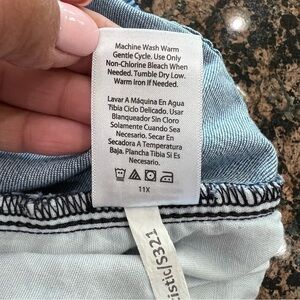 Machine Wash Warm
Gentle Cycle. Use Only
Non-Chlorine Bleach When
Needed. Tumble Dry Low.
Warm Iron if Needed.
Lavar A Máquina En Agua
Tibia Ciclo Delicado. Usar
Blanqueador Sin Cloro
Solamente Cuando Sea
Necesario. Secar En
Secadora A Temperatura
Baja. Plancha Tibia Si Es
Necesario.
11X
istic/S321